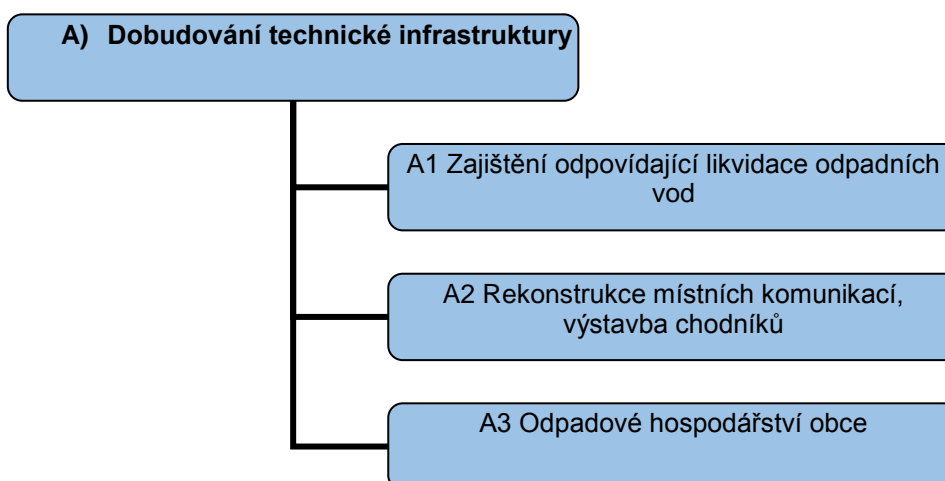 A) Dobudování technické infrastruktury
A1 Zajištění odpovídající likvidace odpadních
vod
A2 Rekonstrukce místních komunikací,
výstavba chodníků
A3 Odpadové hospodářství obce